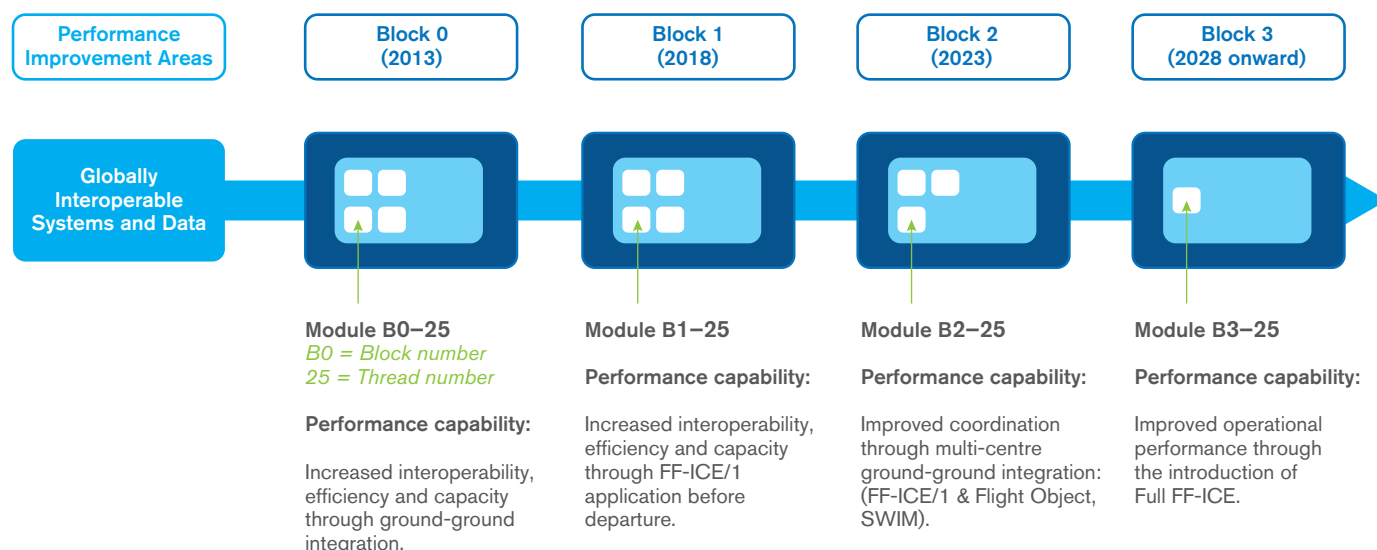 Performance
Improvement Areas
Block 0
(2013)
Block 1
(2018)
Block 2
(2023)
Block 3
(2028 onward)
Globally
Interoperable
Systems and Data
Module B0–25
B0 = Block number
25 = Thread number
Performance capability:
Increased interoperability,
efficiency and capacity
through ground-ground
integration.
Module B1–25
Performance capability:
Increased interoperability,
efficiency and capacity
through FF-ICE/1
application before
departure.
Module B2–25
Performance capability:
Improved coordination
through multi-centre
ground-ground integration:
(FF-ICE/1 & Flight Object,
SWIM).
Module B3–25
Performance capability:
Improved operational
performance through
the introduction of
Full FF-ICE.